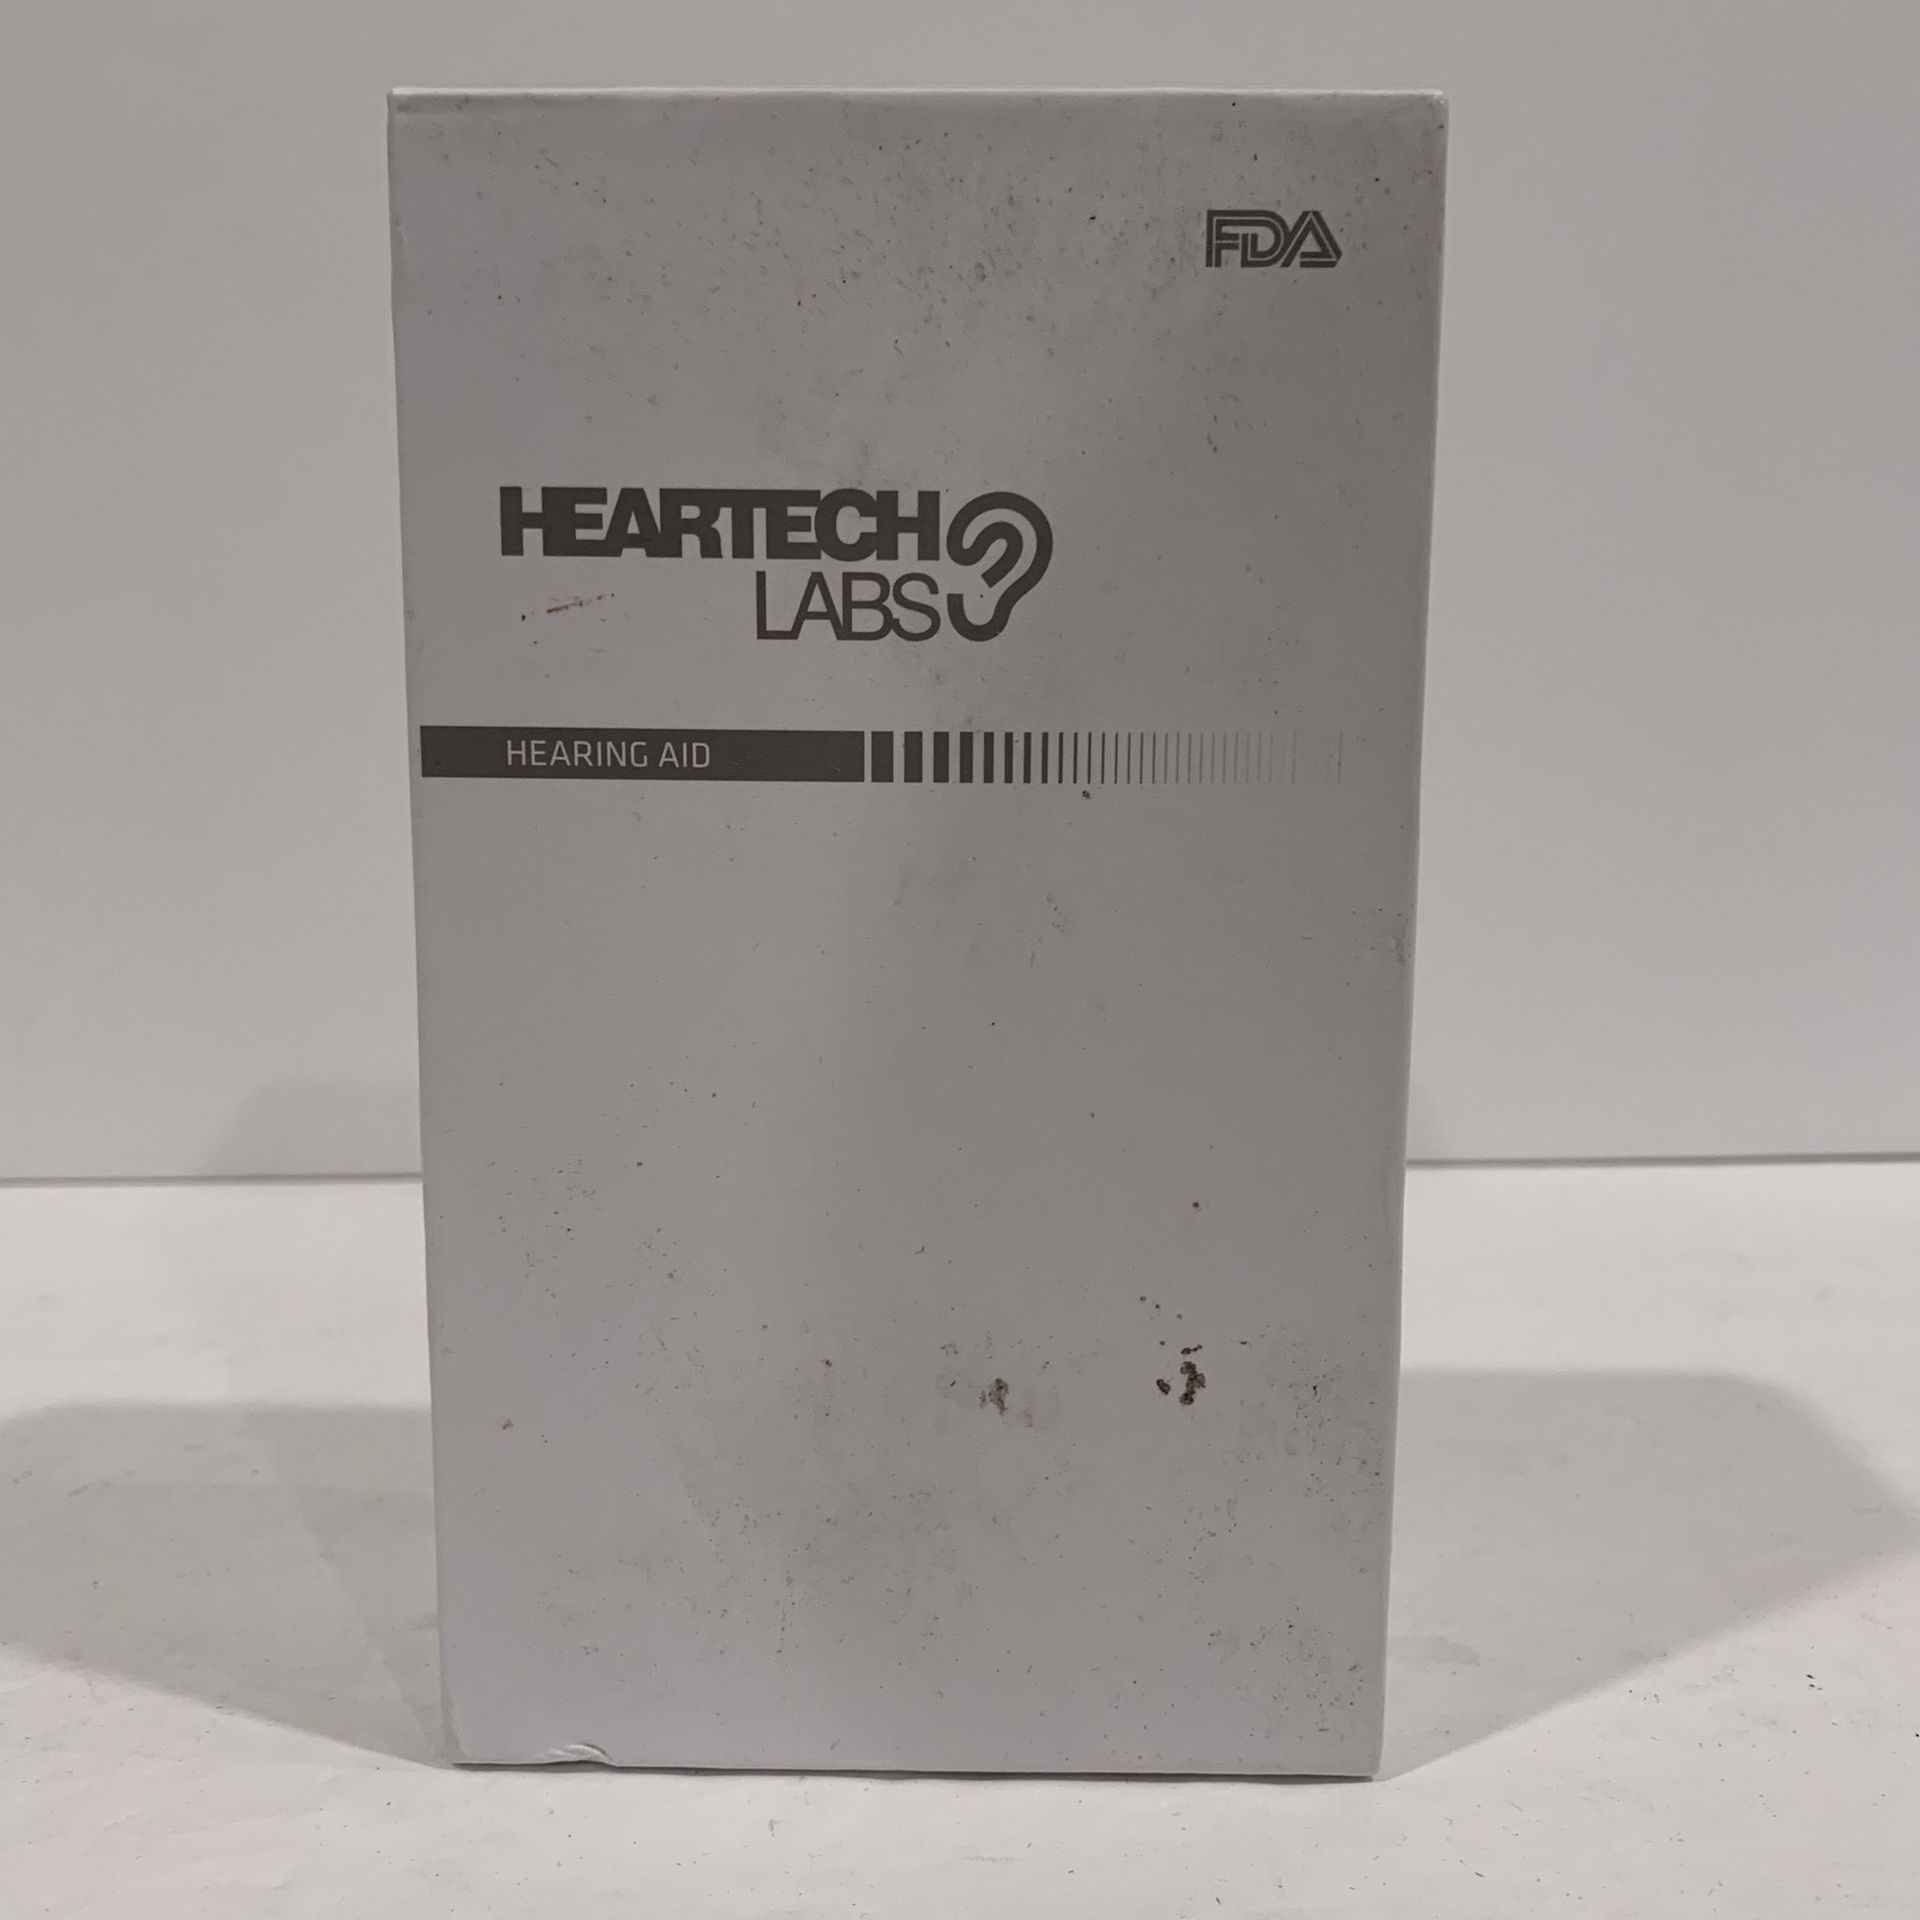 FDA
HEARTECH
LABS
HEARING AID